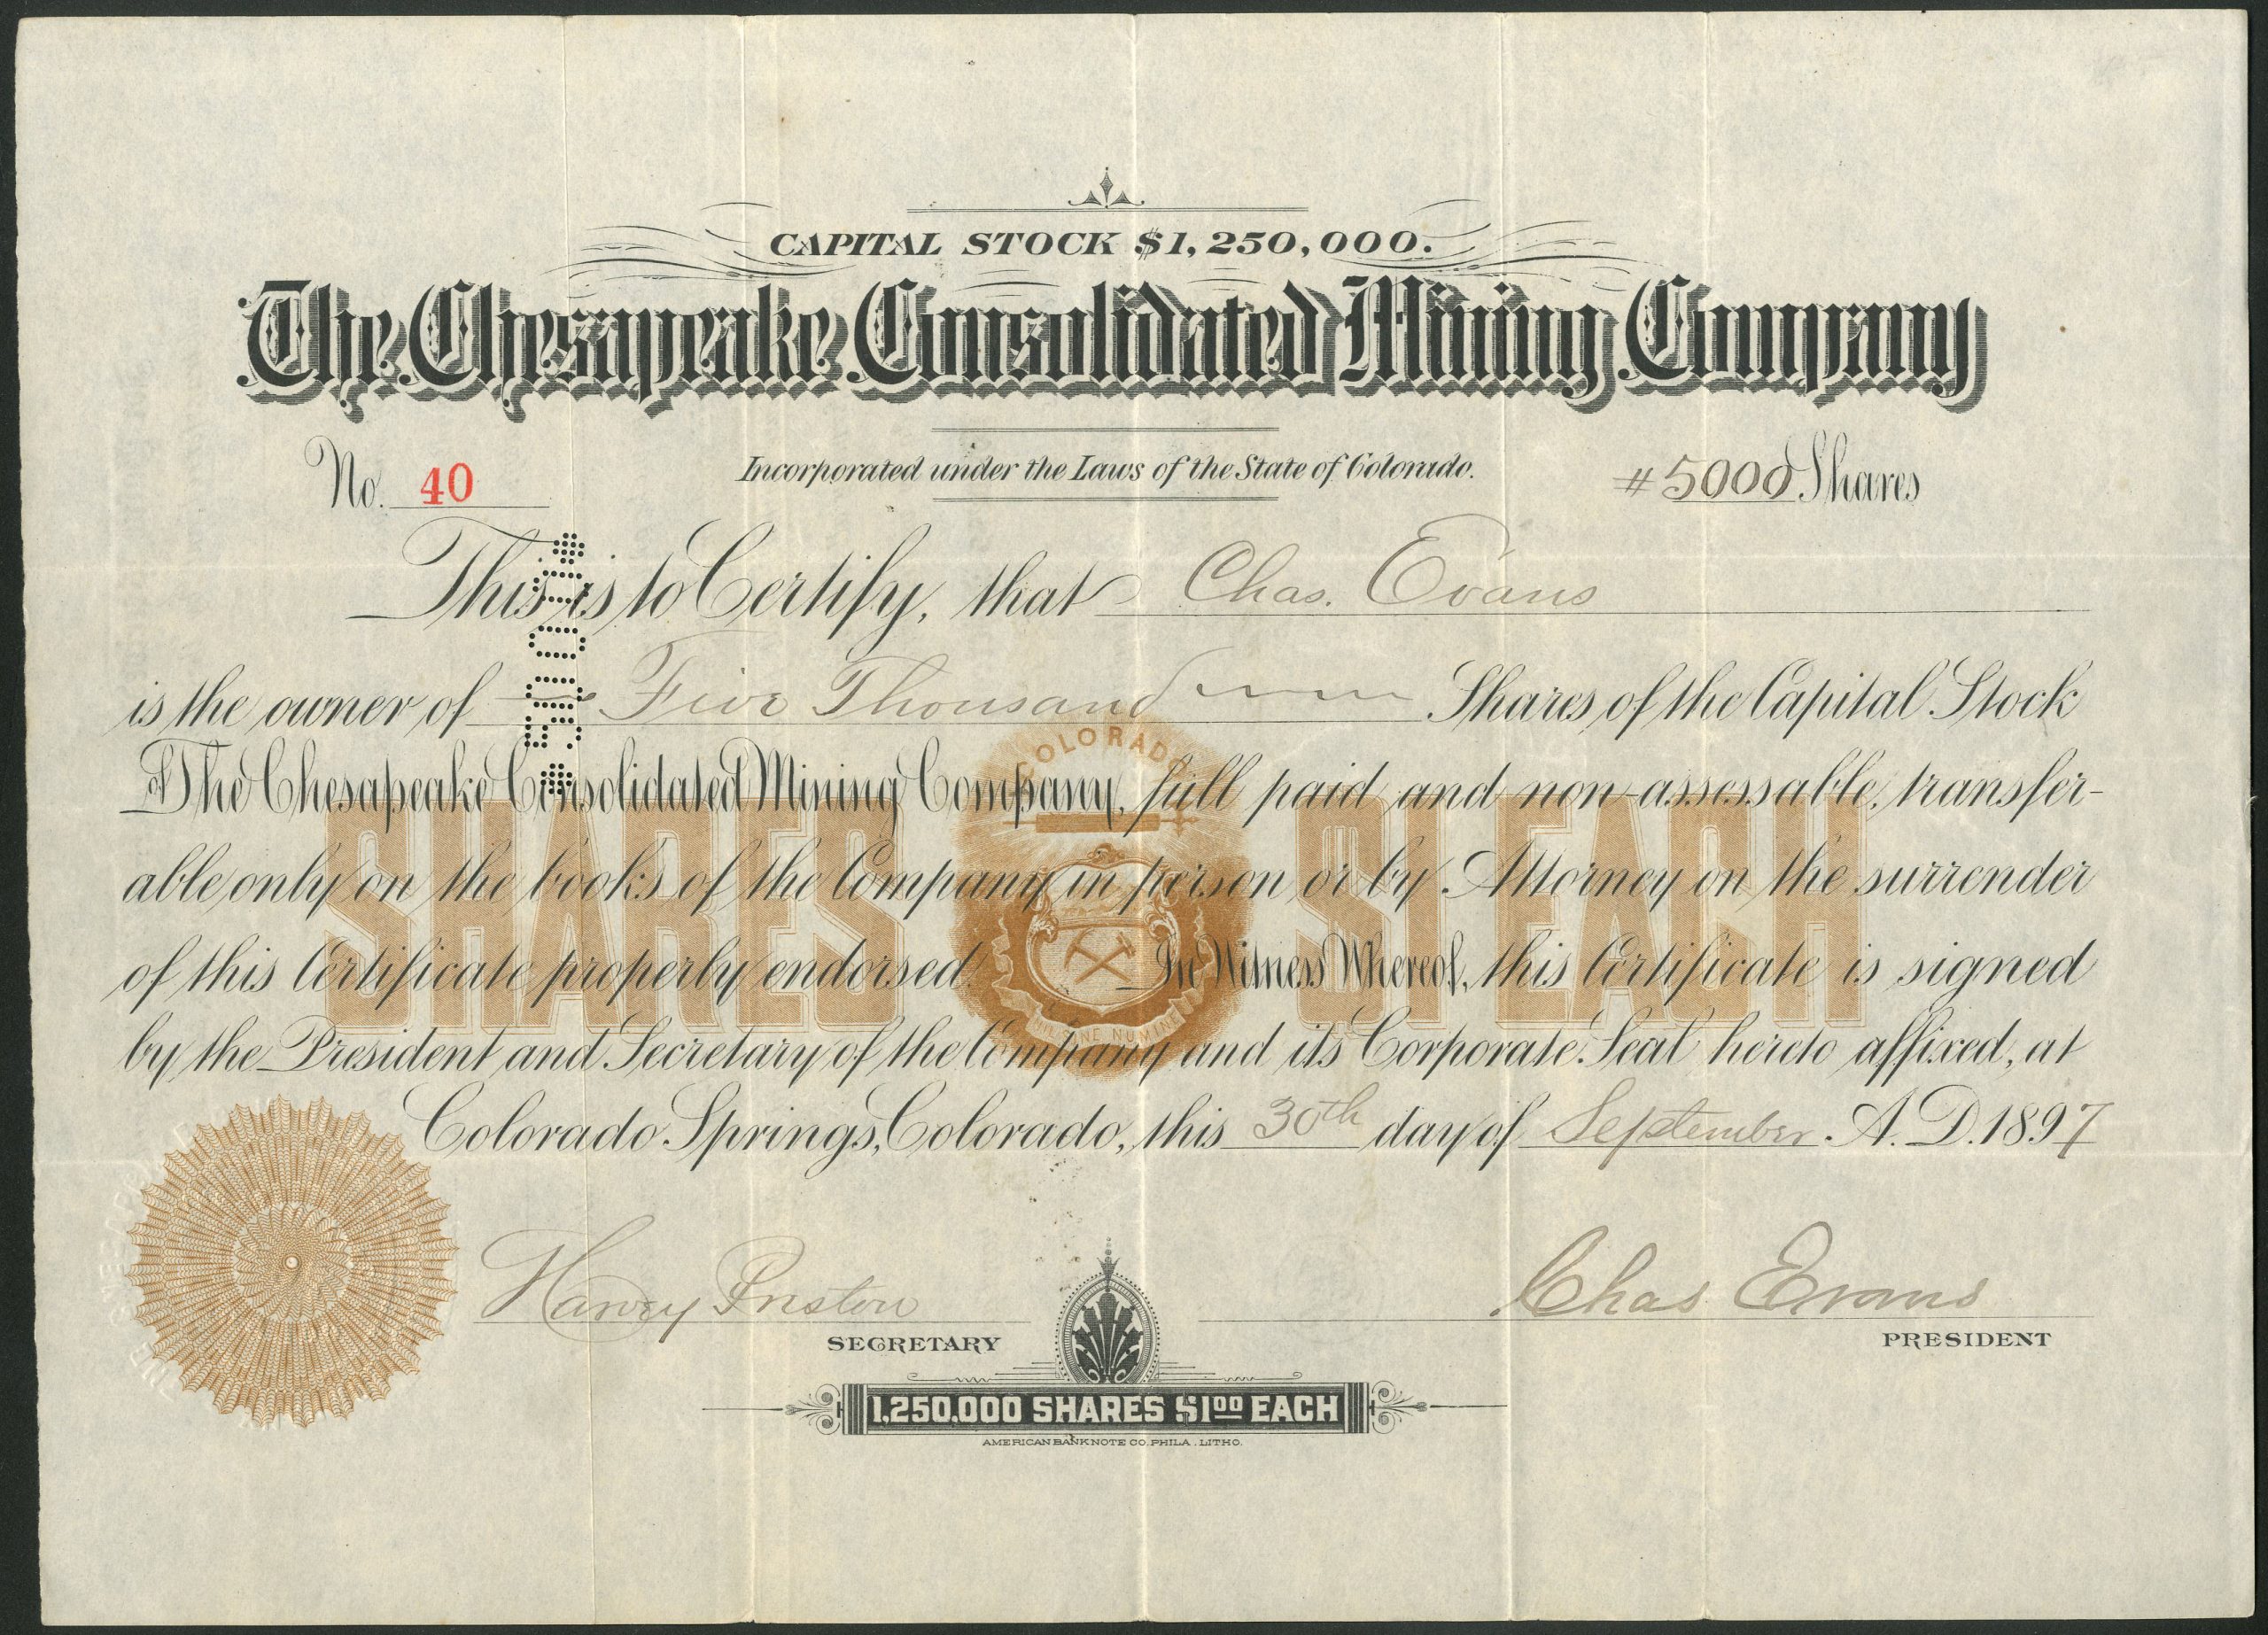 CAPITAL STOCK $1,250,000.
The Chesapeake Consolidated Mining Company
No. 40
Incorporated under the Laws of the State of Colorado.
# 5000 Shares
This is to Certify, that Chas. Evans
is the owner of Five Thousand Shares of the Capital Stock
of The Chesapeake Consolidated Mining Company, full paid and non-assessable, transfer-
able only on the books of the Company in person or by Attorney on the surrender
of this Certificate properly endorsed. In Witness Whereof, this Certificate is signed
by the President and Secretary of the Company and its Corporate Seal hereto affixed, at
Colorado Springs, Colorado, this 30th day of September A.D. 1897
COLORADO
SHARES $1 EACH
NUMINE
Harvey Preston
SECRETARY
Chas Evans
PRESIDENT
1,250,000 SHARES $1 00 EACH
AMERICAN BANK NOTE CO. PHILA. LITHO.